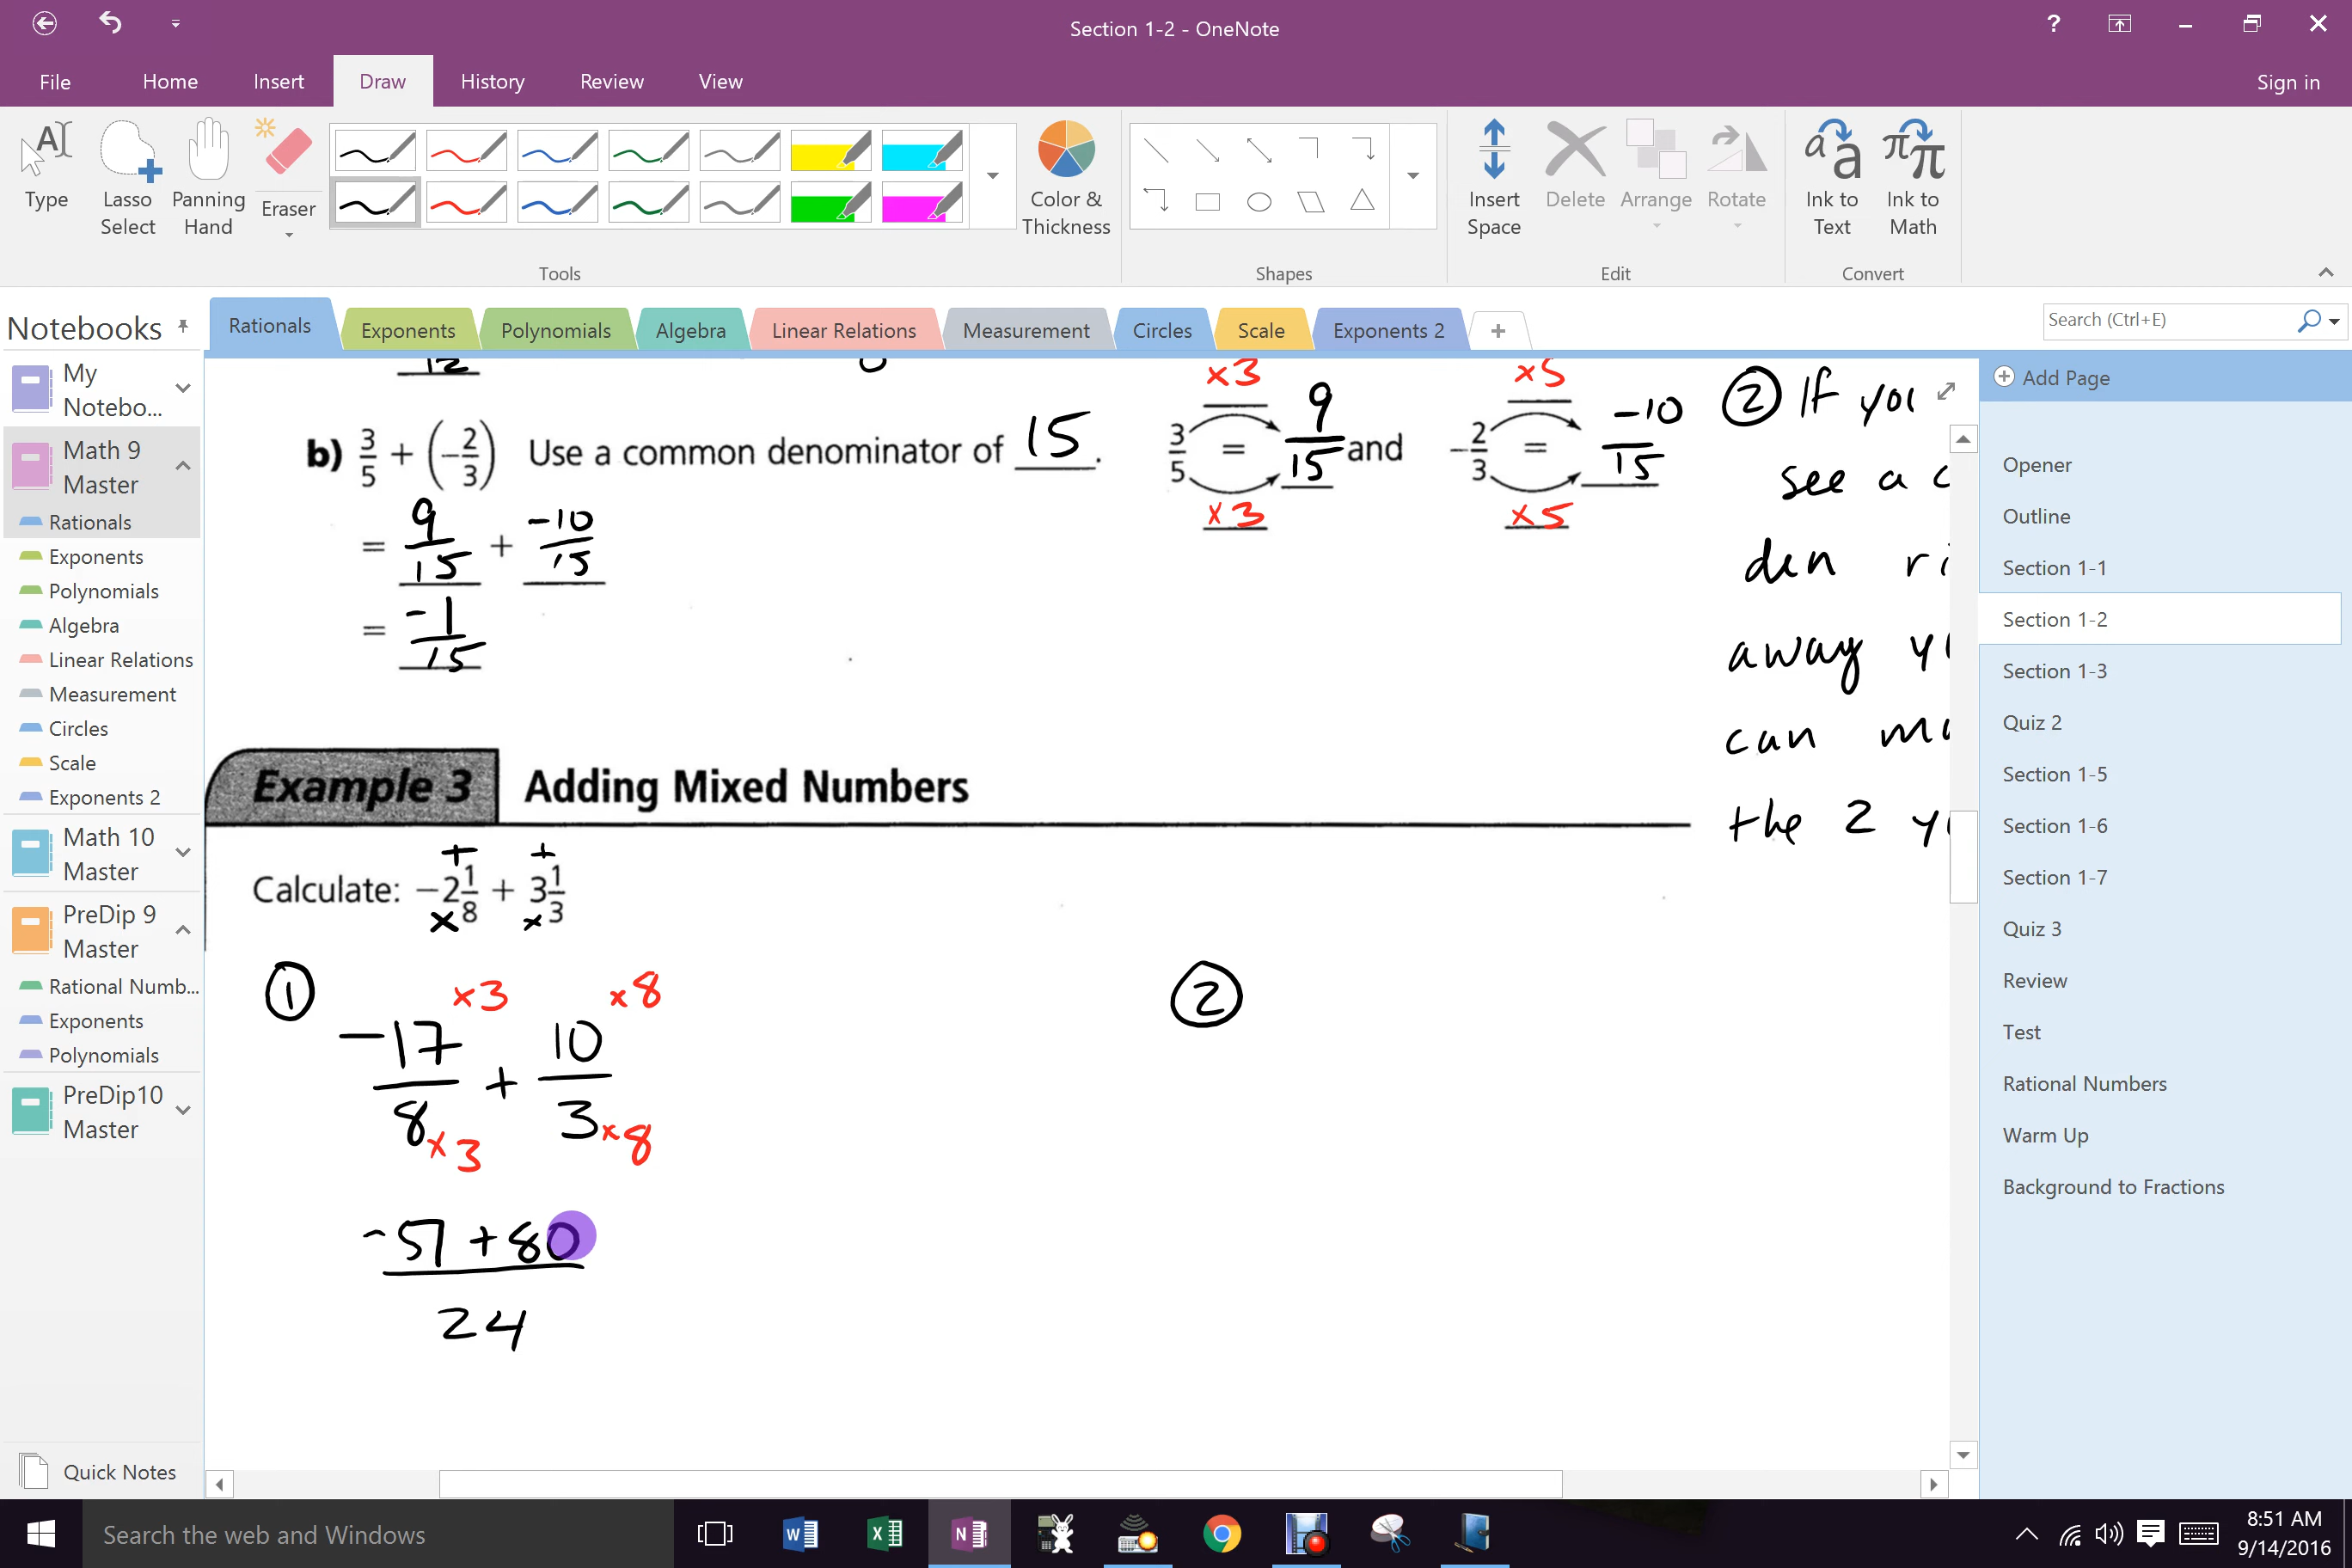 Section 1-2 - OneNote
?
File Home Insert Draw History Review View Sign in
Type
Lasso Select
Panning Hand
Eraser
Color & Thickness
Insert Space
Delete
Arrange
Rotate
Ink to Text
Ink to Math
Tools Shapes Edit Convert
Notebooks
Rationals Exponents Polynomials Algebra Linear Relations Measurement Circles Scale Exponents 2 +
Search (Ctrl+E)
My Notebo...
Math 9 Master
Rationals
Exponents
Polynomials
Algebra
Linear Relations
Measurement
Circles
Scale
Exponents 2
Math 10 Master
PreDip 9 Master
Rational Numb...
Exponents
Polynomials
PreDip10 Master
Quick Notes
12
×3 ×5
b) 3/5 + (-2/3) Use a common denominator of 15. 3/5 = 9/15 and -2/3 = -10/15
×3 ×5
= 9/15 + -10/15
= -1/15
② If you
see a c
den ri
away y
can m
the 2 y
Example 3 Adding Mixed Numbers
+ +
Calculate: -2 1/8 + 3 1/3
× ×
① ×3 ×8 ②
-17/8 + 10/3
×3 ×8
-51 + 80
24
Add Page
Opener
Outline
Section 1-1
Section 1-2
Section 1-3
Quiz 2
Section 1-5
Section 1-6
Section 1-7
Quiz 3
Review
Test
Rational Numbers
Warm Up
Background to Fractions
Search the web and Windows
8:51 AM
9/14/2016